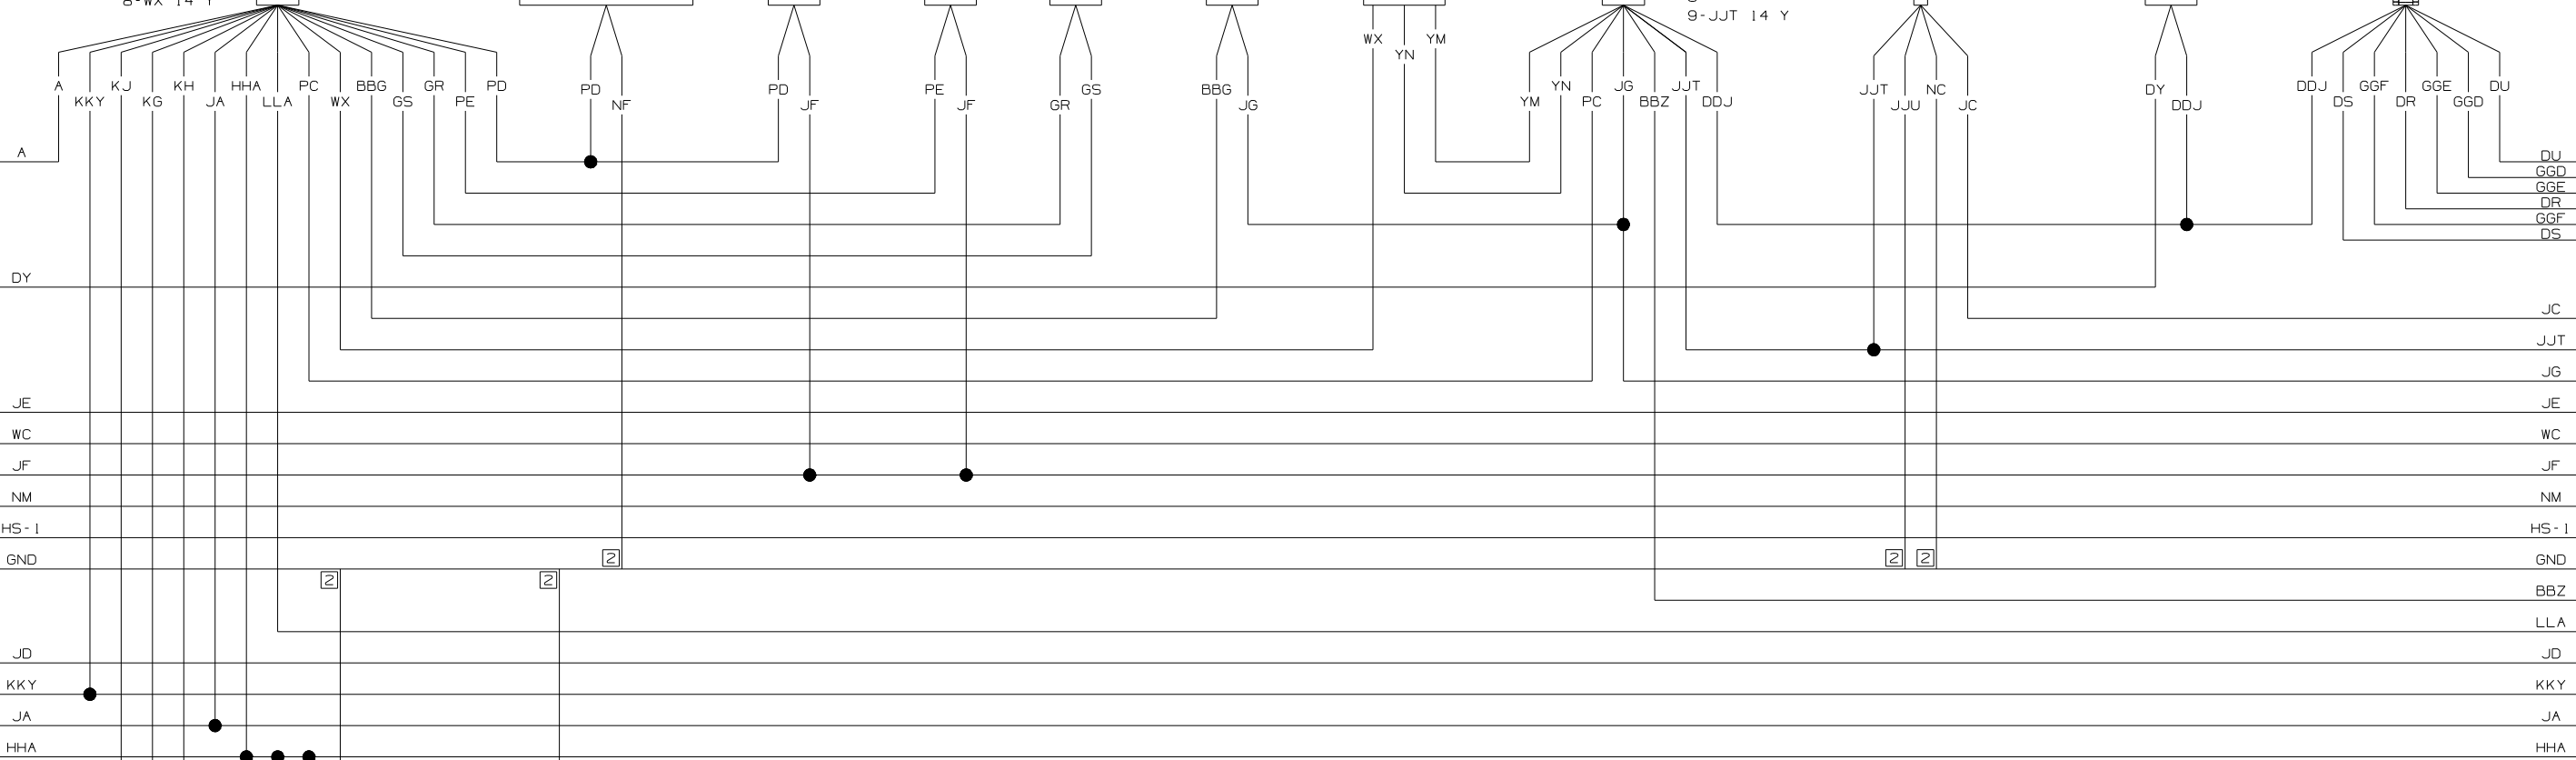 8-WX 14 Y
9-JJT 14 Y
WX YN YM
A KKY KJ KG KH JA HHA LLA PC WX BBG GS GR PE PD
PD NF
PD JF
PE JF
GR GS
BBG JG
YM YN PC JG BBZ JJT DDJ
JJT JJU NC JC
DY DDJ
DDJ DS GGF DR GGE GGD DU
A DU
GGD
GGE
DR
GGF
DS
DY
JC
JJT
JG
JE JE
WC WC
JF JF
NM NM
HS-1 HS-1
GND 2 2 2 GND
2 2
BBZ
LLA
JD JD
KKY KKY
JA JA
HHA HHA